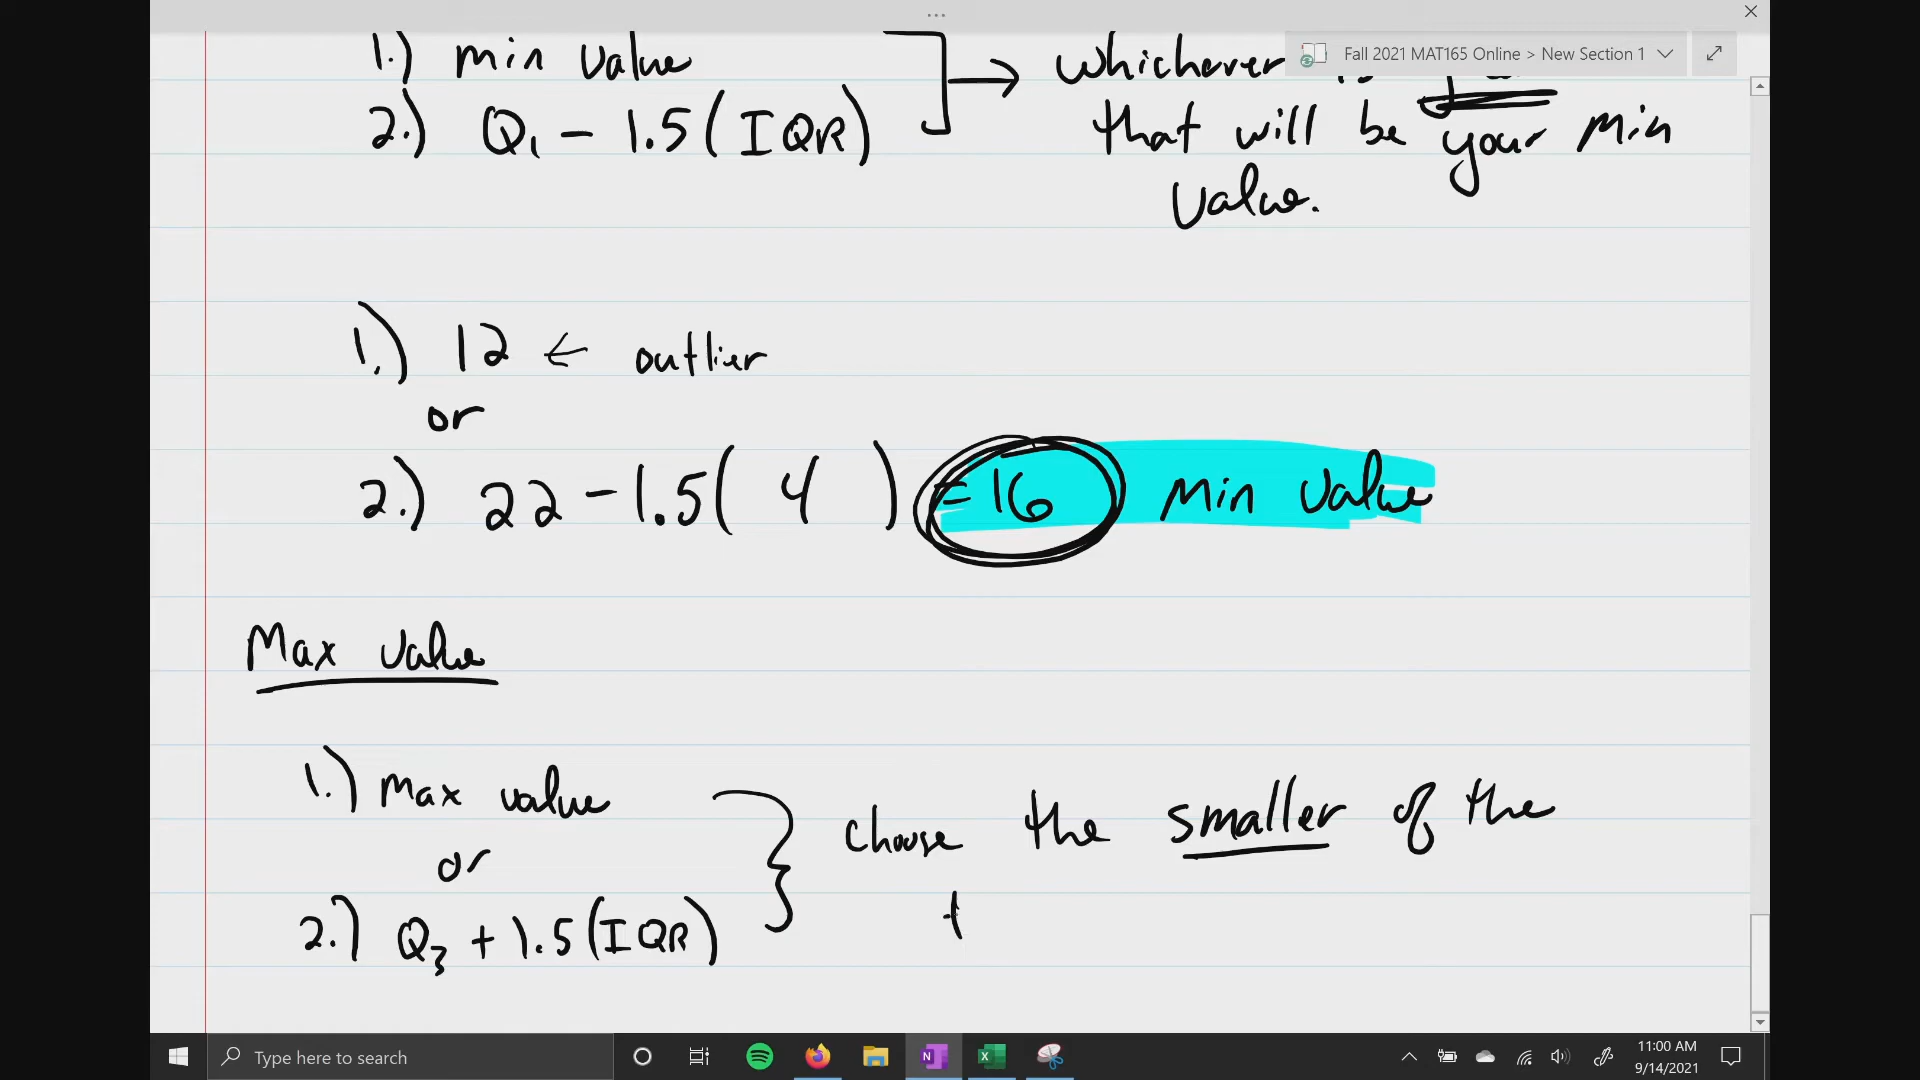 Fall 2021 MAT165 Online > New Section 1
1.) min value
whichever
2.) Q₁ - 1.5(IQR)
that will be your min
value.
1.) 12 ← outlier
or
2.) 22 - 1.5( 4 ) = 16 min value
Max value
1.) max value
or
2.) Q₃ + 1.5(IQR)
choose the smaller of the
t
Type here to search
11:00 AM
9/14/2021